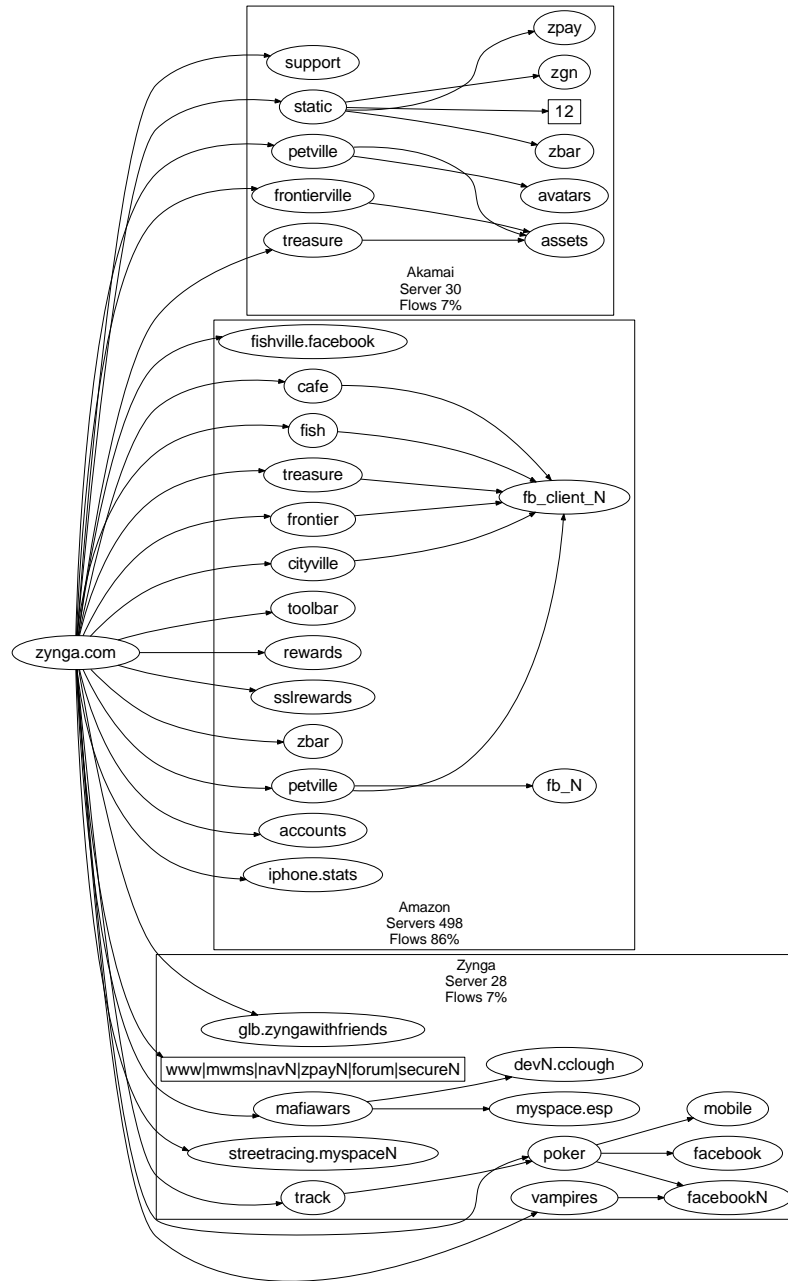 zpay
support
zgn
static
12
zbar
petville
avatars
frontierville
treasure
assets
Akamai
Server 30
Flows 7%
fishville.facebook
cafe
fish
treasure
fb_client_N
frontier
cityville
toolbar
zynga.com
rewards
sslrewards
zbar
petville
fb_N
accounts
iphone.stats
Amazon
Servers 498
Flows 86%
Zynga
Server 28
Flows 7%
glb.zyngawithfriends
www|mwms|navN|zpayN|forum|secureN
devN.cclough
mafiawars
myspace.esp
mobile
streetracing.myspaceN
poker
facebook
track
vampires
facebookN